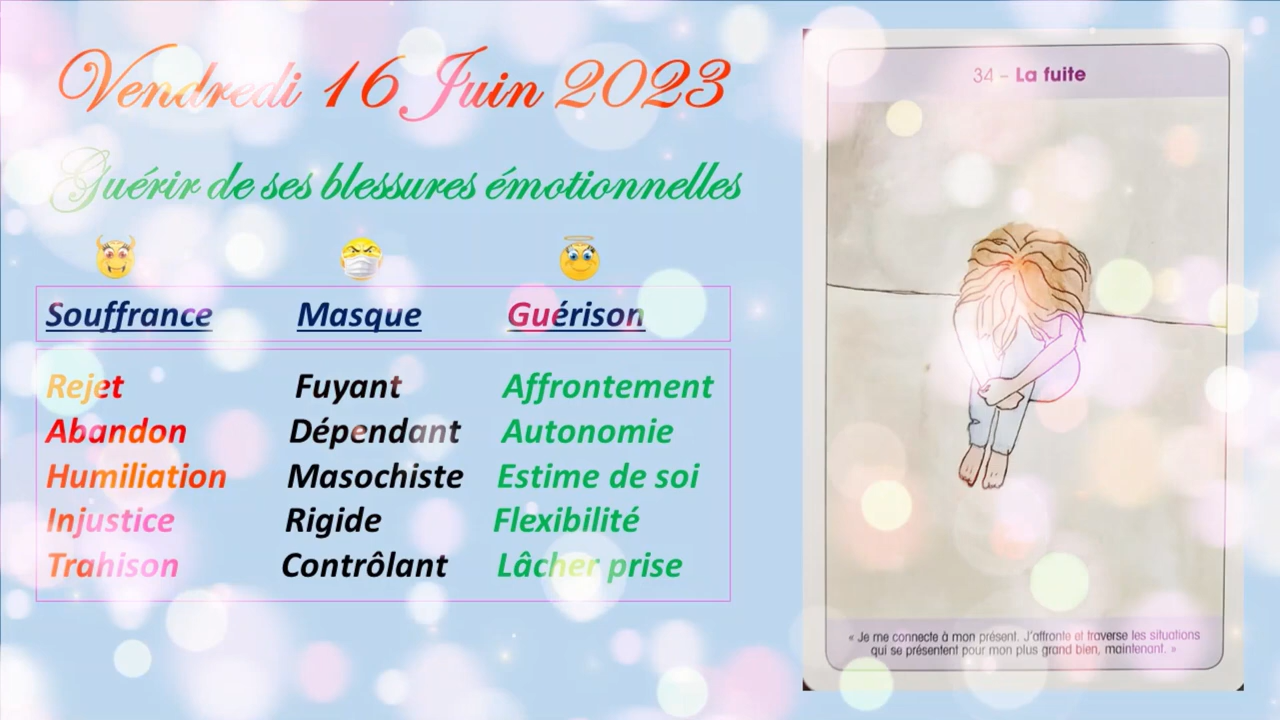 Vendredi 16 Juin 2023
Guérir de ses blessures émotionnelles
Souffrance Masque Guérison
Rejet Fuyant Affrontement
Abandon Dépendant Autonomie
Humiliation Masochiste Estime de soi
Injustice Rigide Flexibilité
Trahison Contrôlant Lâcher prise
34 – La fuite
« Je me connecte à mon présent. J'affronte et traverse les situations
qui se présentent pour mon plus grand bien, maintenant. »